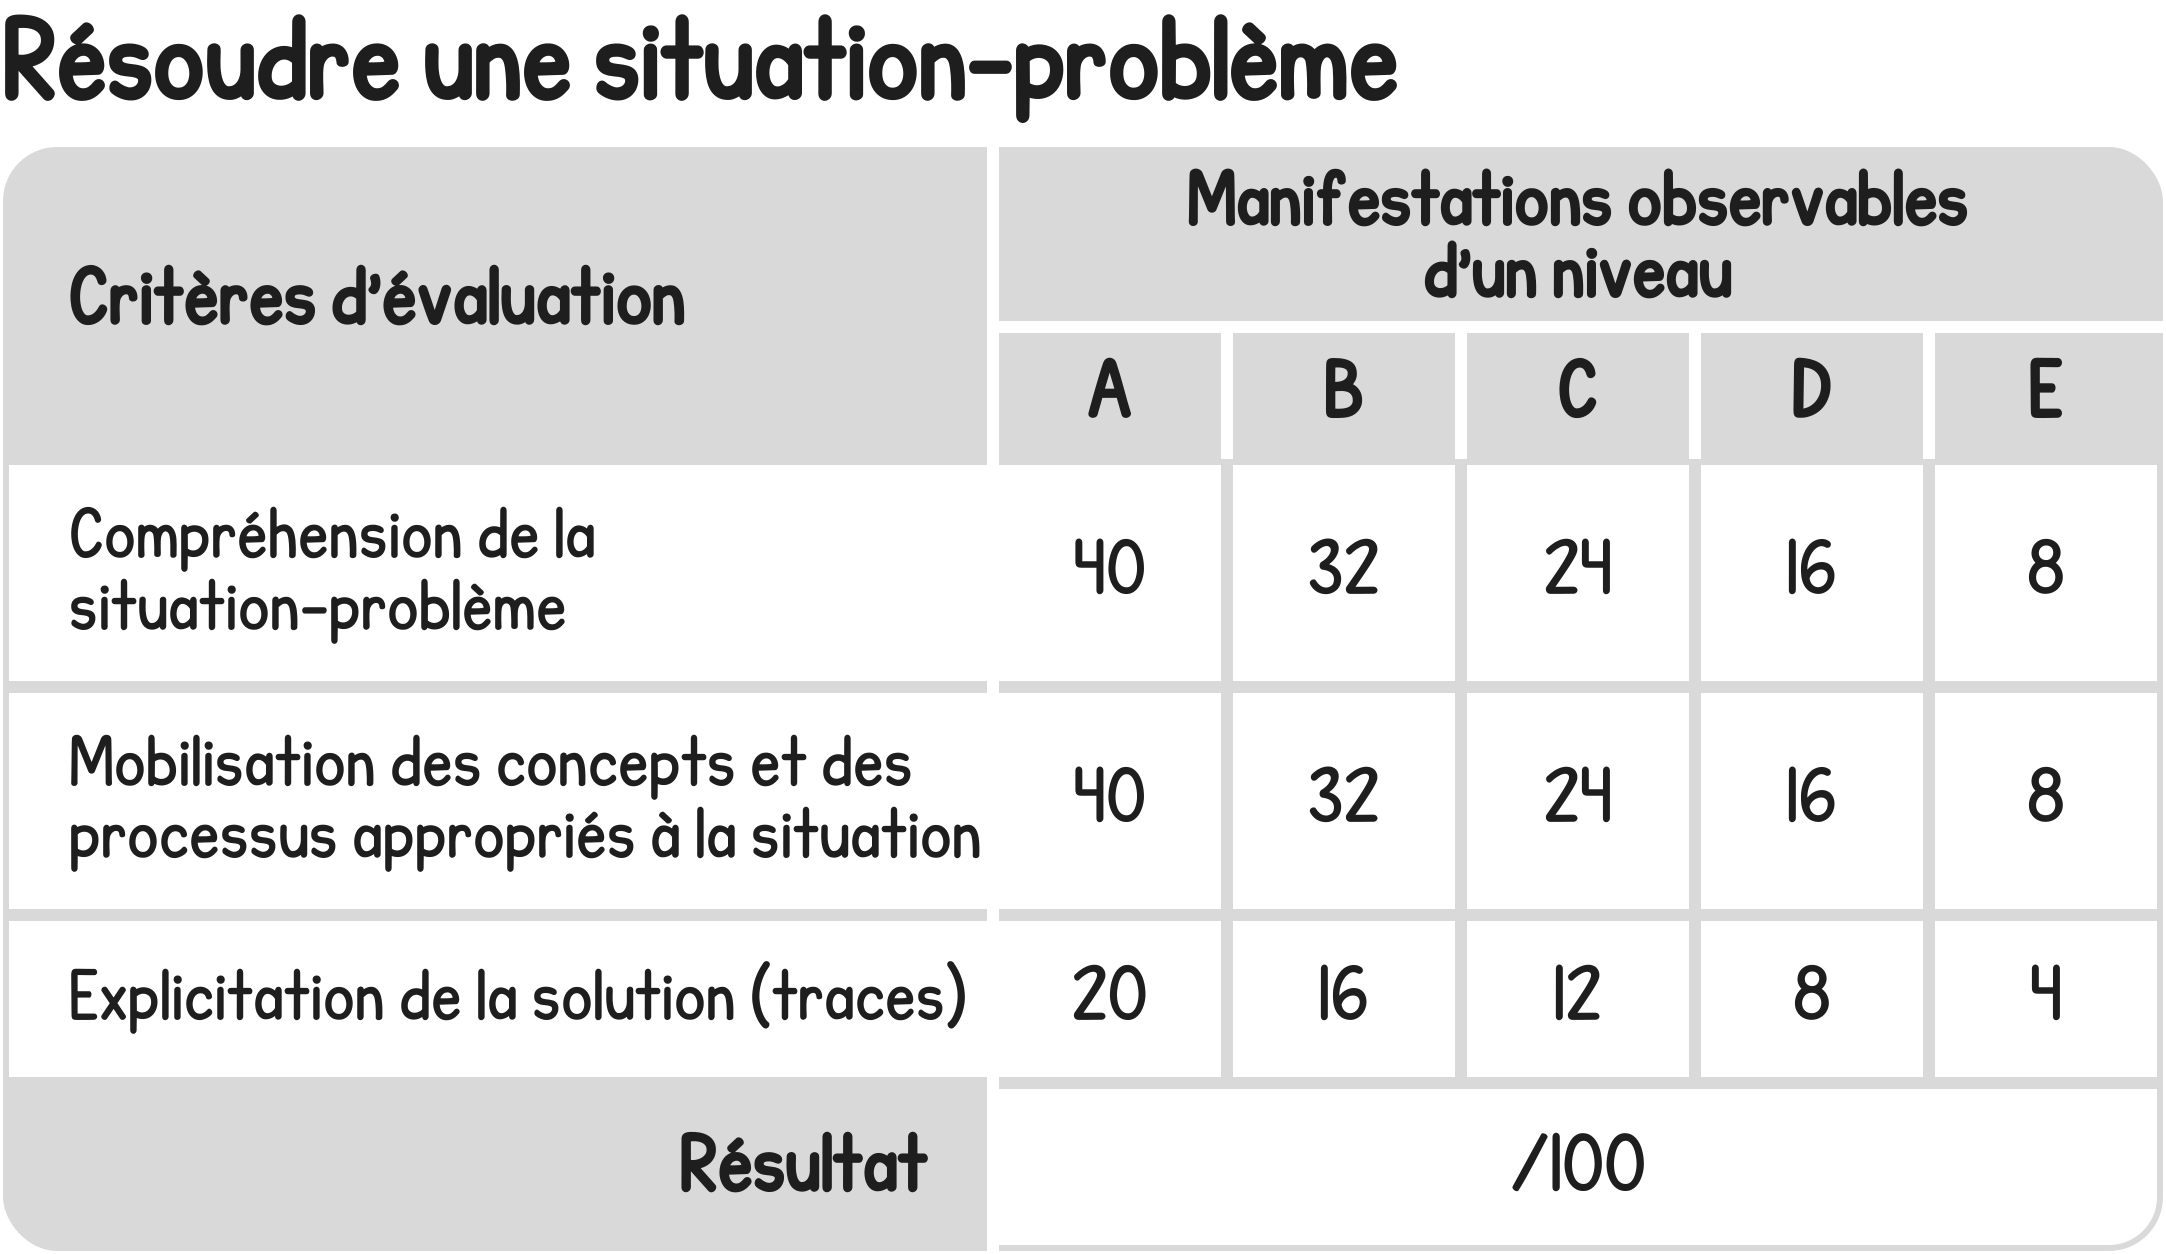 Résoudre une situation-problème
Critères d'évaluation
Manifestations observables
d'un niveau
A B C D E
Compréhension de la
situation-problème
40 32 24 16 8
Mobilisation des concepts et des
processus appropriés à la situation
40 32 24 16 8
Explicitation de la solution (traces) 20 16 12 8 4
Résultat /100